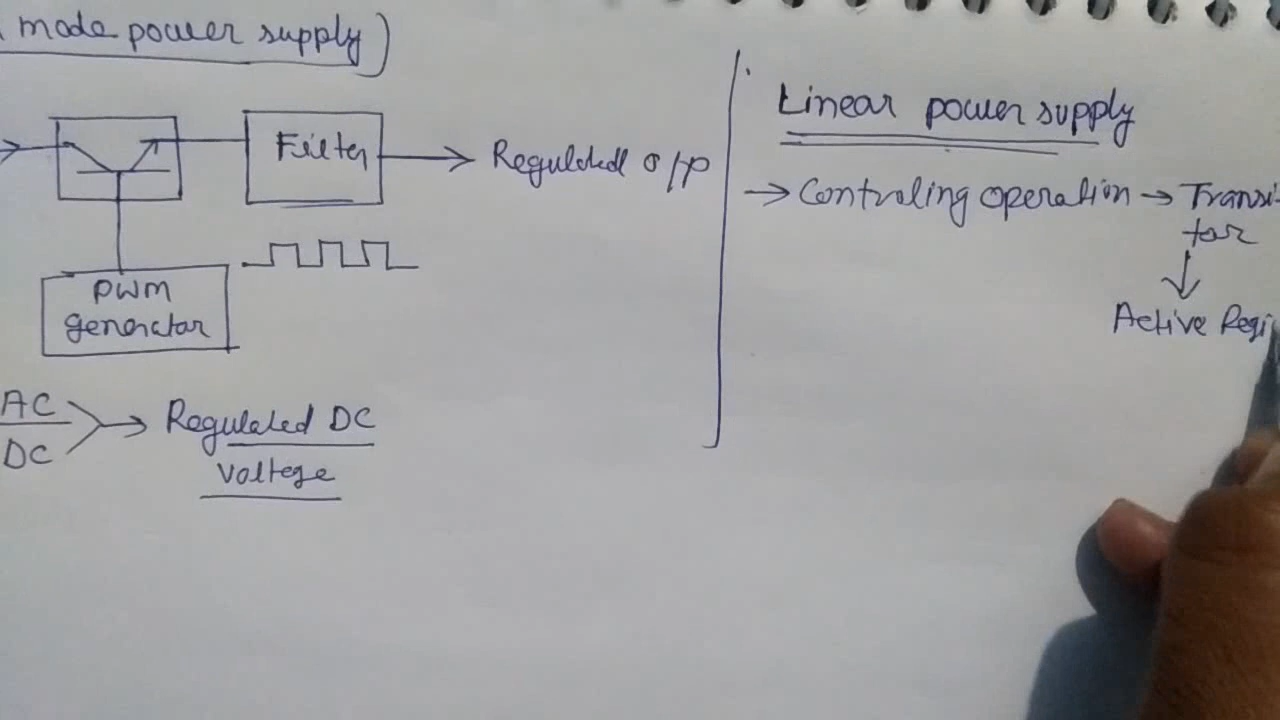 mode power supply)
Filter
Regulated o/p
PWM
generator
AC
DC
Regulated DC
voltage
Linear power supply
→ Controling operation → Transi-
tor
Active Regi